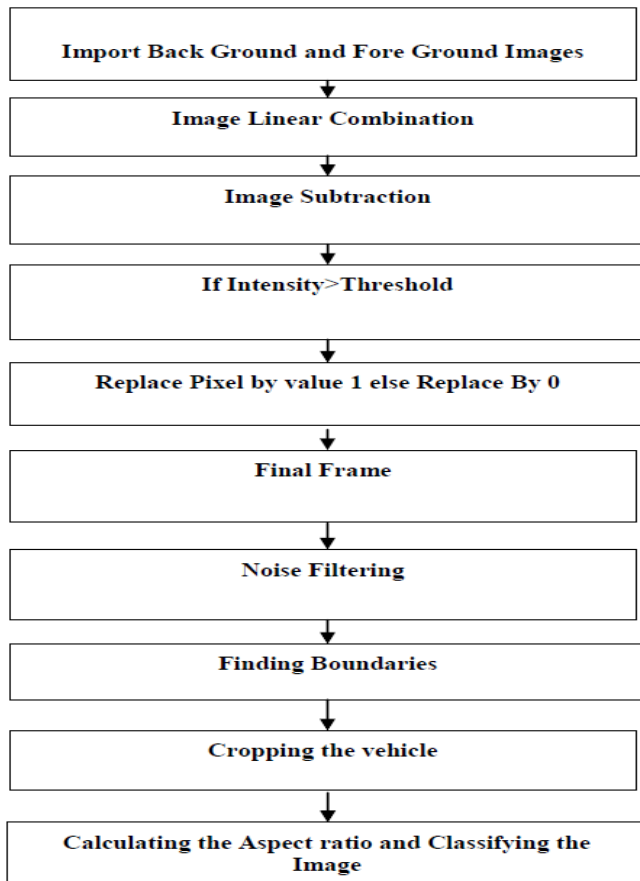 Import Back Ground and Fore Ground Images
Image Linear Combination
Image Subtraction
If Intensity>Threshold
Replace Pixel by value 1 else Replace By 0
Final Frame
Noise Filtering
Finding Boundaries
Cropping the vehicle
Calculating the Aspect ratio and Classifying the
Image